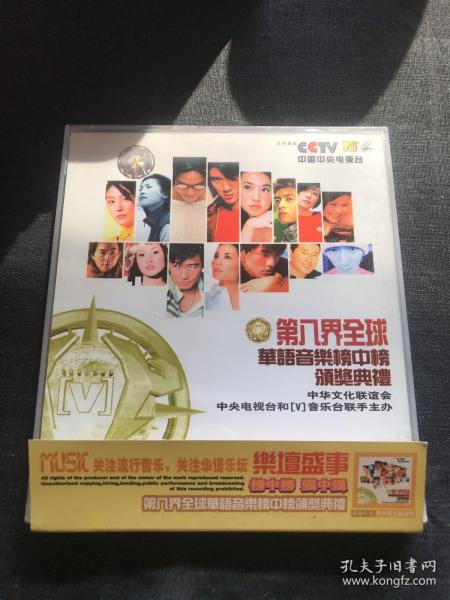 CCTV
中国中央电视台
第八界全球
華語音樂榜中榜
頒獎典禮
中华文化联谊会
中央电视台和[V]音乐台联手主办
[V]
MUSIC 关注流行音乐，关注华语乐坛
All rights of the producer and of the owner of the work reproduced reserved.
Unauthorised copying, hiring, lending, public performance and broadcasting
of this recording prohibited.
樂壇盛事
榜中榜 强中强
第八界全球華語音樂榜中榜頒獎典禮
孔夫子旧书网
www.kongfz.com